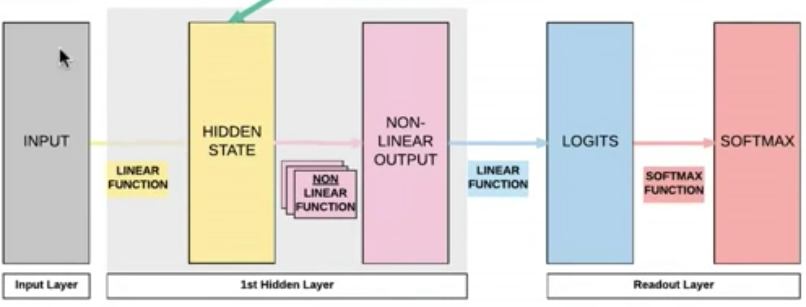 INPUT
HIDDEN
STATE
NON-
LINEAR
OUTPUT
LOGITS
SOFTMAX
LINEAR
FUNCTION
NON
LINEAR
FUNCTION
LINEAR
FUNCTION
SOFTMAX
FUNCTION
Input Layer
1st Hidden Layer
Readout Layer